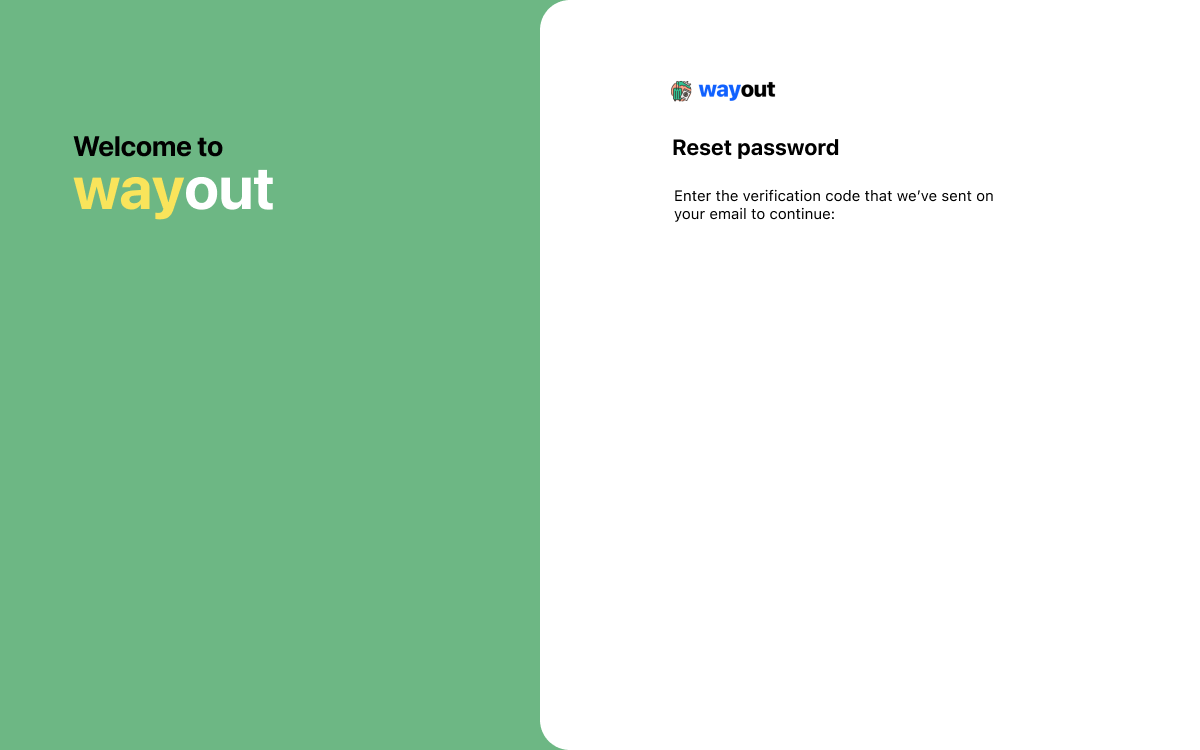 Welcome to
wayout
wayout
Reset password
Enter the verification code that we’ve sent on
your email to continue: